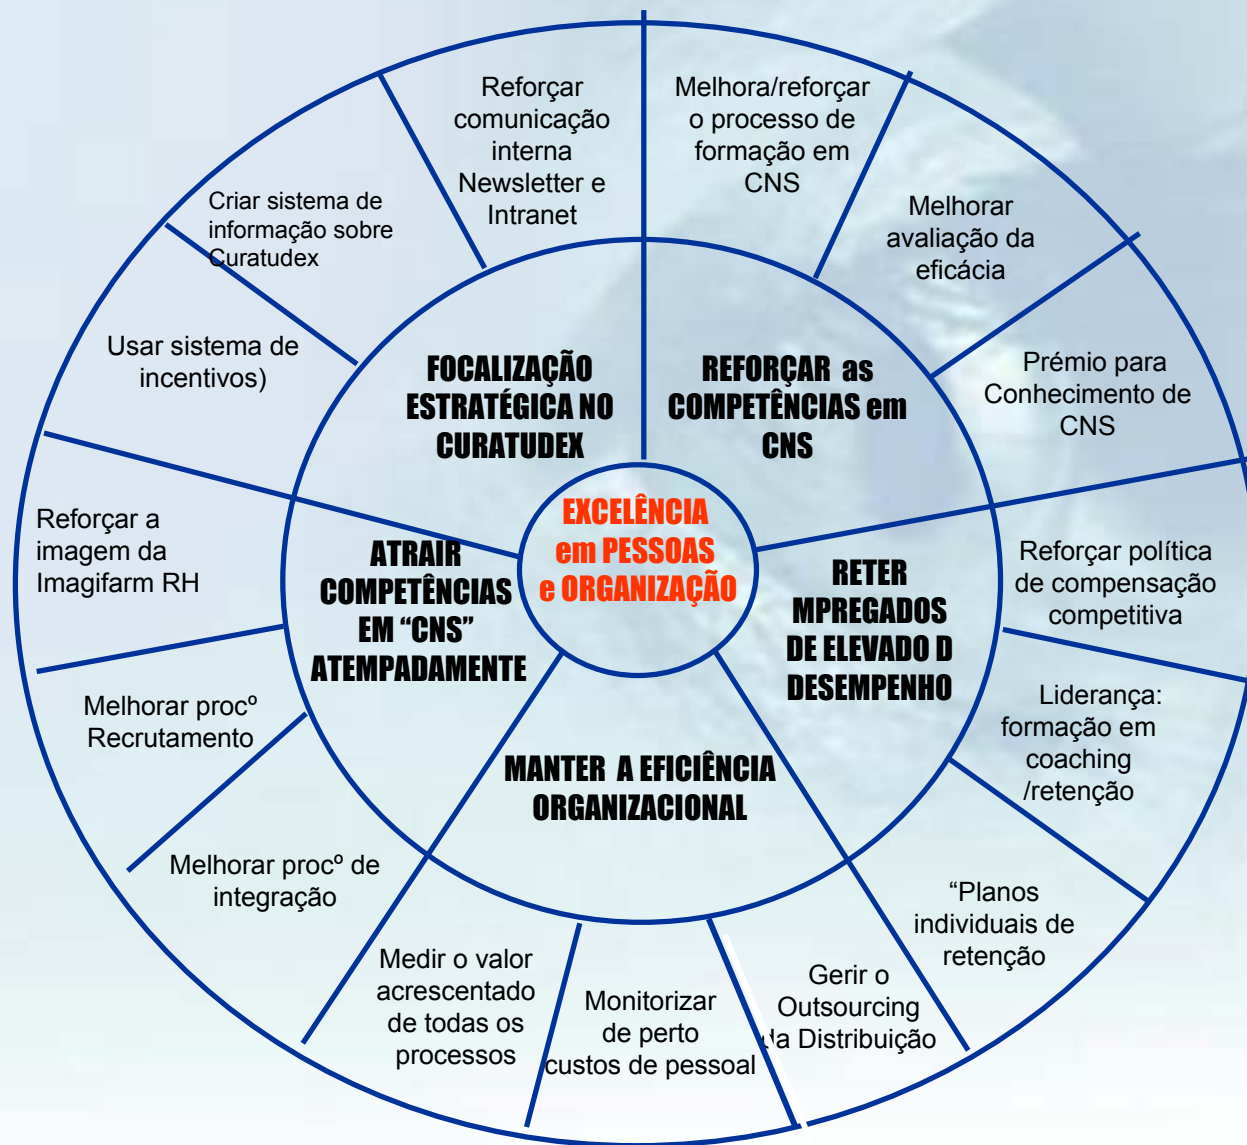 Reforçar
comunicação
interna
Newsletter e
Intranet
Melhora/reforçar
o processo de
formação em
CNS
Criar sistema de
informação sobre
Curatudex
Melhorar
avaliação da
eficácia
Usar sistema de
incentivos)
Prémio para
Conhecimento de
CNS
FOCALIZAÇÃO
ESTRATÉGICA NO
CURATUDEX
REFORÇAR as
COMPETÊNCIAS em
CNS
EXCELÊNCIA
em PESSOAS
e ORGANIZAÇÃO
Reforçar a
imagem da
Imagifarm RH
ATRAIR
COMPETÊNCIAS
EM “CNS”
ATEMPADAMENTE
RETER
MPREGADOS
DE ELEVADO D
DESEMPENHO
Reforçar política
de compensação
competitiva
Melhorar procº
Recrutamento
Liderança:
formação em
coaching
/retenção
MANTER A EFICIÊNCIA
ORGANIZACIONAL
Melhorar procº de
integração
“Planos
individuais de
retenção
Medir o valor
acrescentado
de todas os
processos
Monitorizar
de perto
custos de pessoal
Gerir o
Outsourcing
da Distribuição